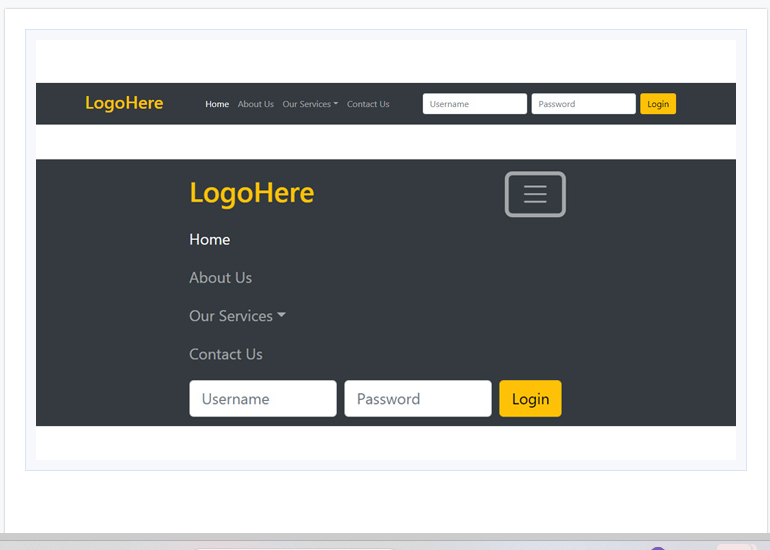 LogoHere Home About Us Our Services Contact Us Username Password Login
LogoHere
Home
About Us
Our Services
Contact Us
Username Password Login